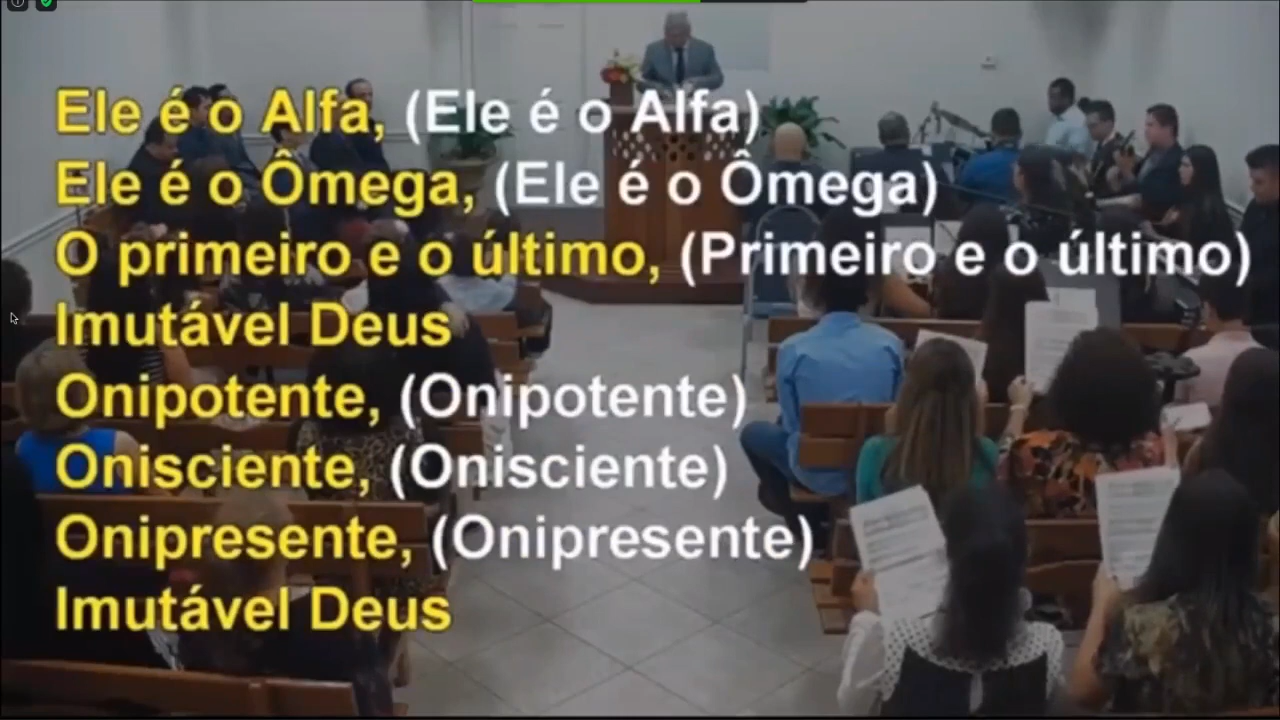 Ele é o Alfa, (Ele é o Alfa)
Ele é o Ômega, (Ele é o Ômega)
O primeiro e o último, (Primeiro e o último)
Imutável Deus
Onipotente, (Onipotente)
Onisciente, (Onisciente)
Onipresente, (Onipresente)
Imutável Deus